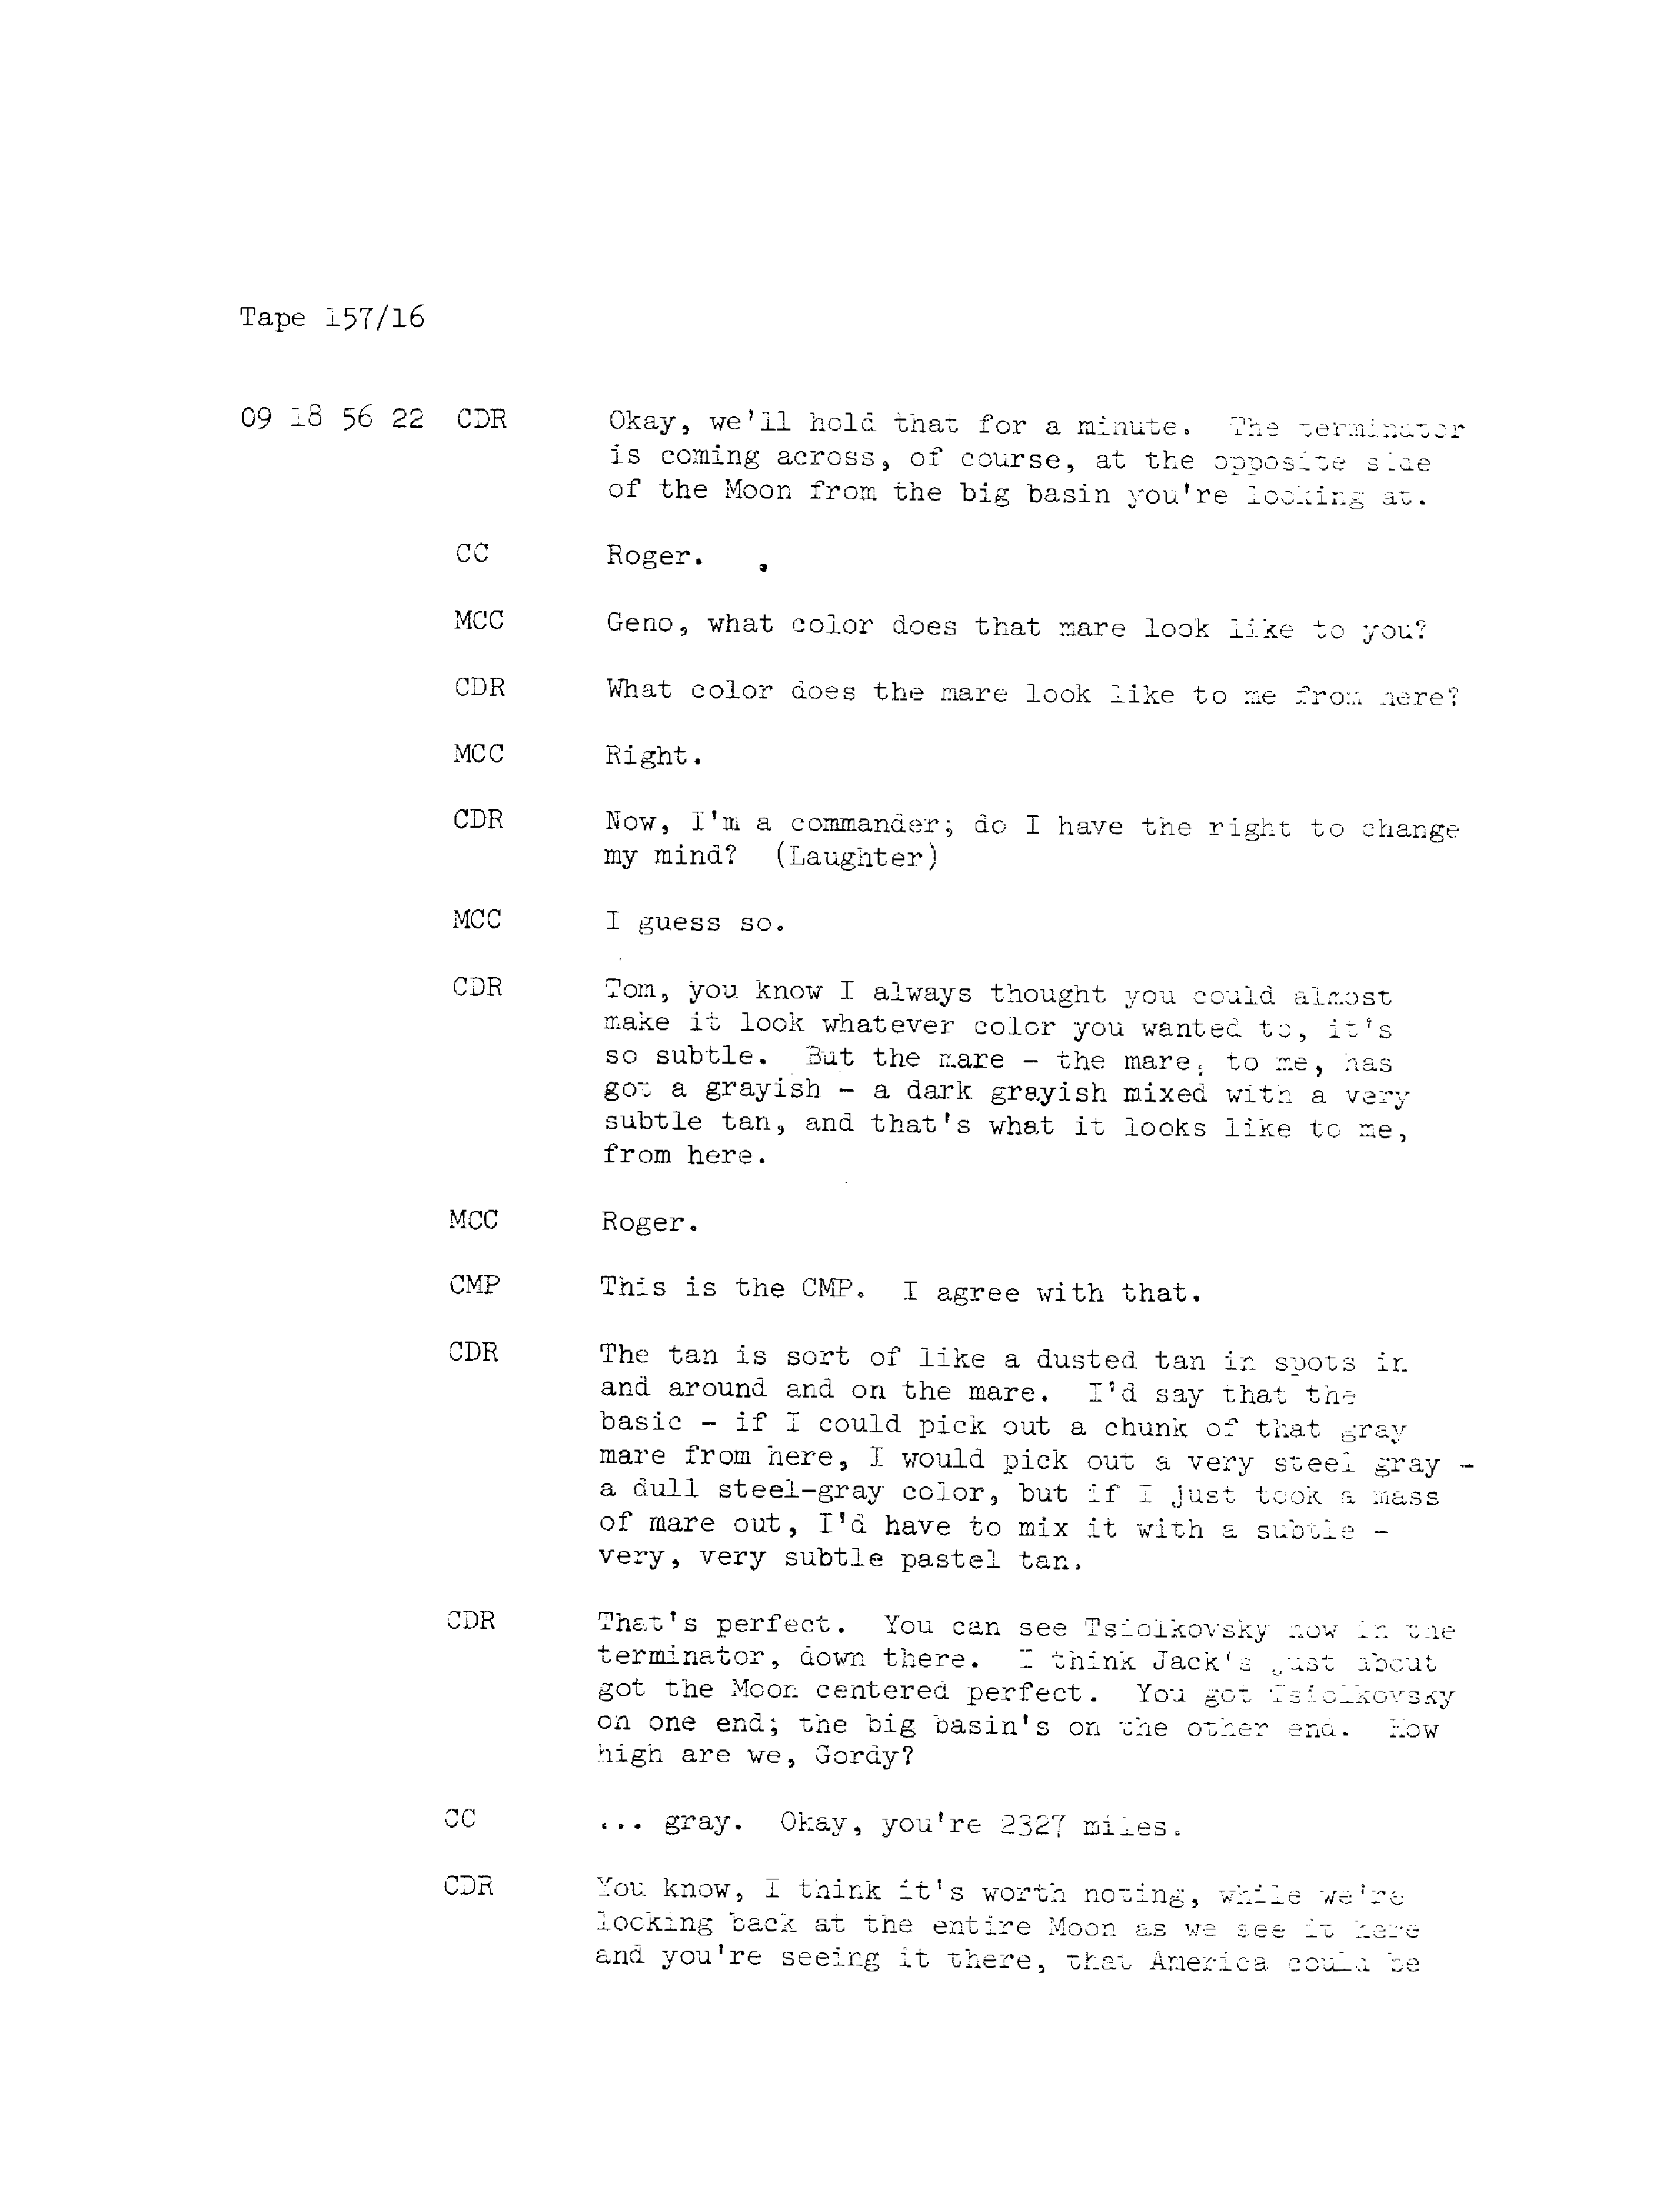 Tape 157/16
09 18 56 22 CDR Okay, we'll hold that for a minute. The terminator
is coming across, of course, at the opposite side
of the Moon from the big basin you're looking at.
CC Roger.
MCC Geno, what color does that mare look like to you?
CDR What color does the mare look like to me from here?
MCC Right.
CDR Now, I'm a commander; do I have the right to change
my mind? (Laughter)
MCC I guess so.
CDR Tom, you know I always thought you could almost
make it look whatever color you wanted to, it's
so subtle. But the mare - the mare, to me, has
got a grayish - a dark grayish mixed with a very
subtle tan, and that's what it looks like to me,
from here.
MCC Roger.
CMP This is the CMP. I agree with that.
CDR The tan is sort of like a dusted tan in spots in
and around and on the mare. I'd say that the
basic - if I could pick out a chunk of that gray
mare from here, I would pick out a very steel gray -
a dull steel-gray color, but if I just took a mass
of mare out, I'd have to mix it with a subtle -
very, very subtle pastel tan.
CDR That's perfect. You can see Tsiolkovsky now in the
terminator, down there. I think Jack's just about
got the Moon centered perfect. You got Tsiolkovsky
on one end; the big basin's on the other end. How
high are we, Gordy?
CC ... gray. Okay, you're 2327 miles.
CDR You know, I think it's worth noting, while we're
looking back at the entire Moon as we see it here
and you're seeing it there, that America could be